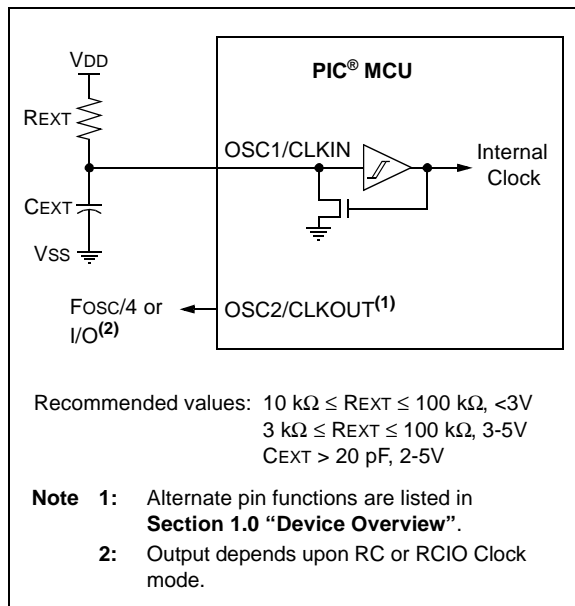 VDD
PIC® MCU
REXT
OSC1/CLKIN
Internal
Clock
CEXT
VSS
FOSC/4 or
I/O(2)
OSC2/CLKOUT(1)
Recommended values: 10 kΩ ≤ REXT ≤ 100 kΩ, <3V
3 kΩ ≤ REXT ≤ 100 kΩ, 3-5V
CEXT > 20 pF, 2-5V
Note 1: Alternate pin functions are listed in
Section 1.0 “Device Overview”.
2: Output depends upon RC or RCIO Clock
mode.